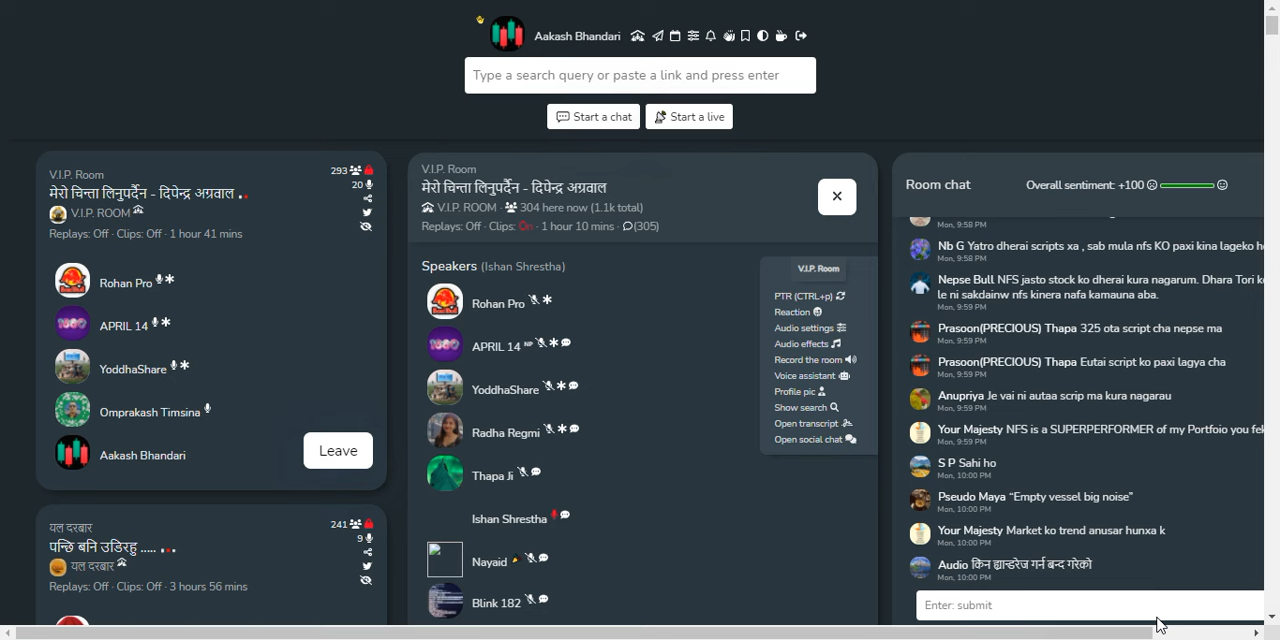 Aakash Bhandari
Type a search query or paste a link and press enter
Start a chat
Start a live
V.I.P. Room
293
मेरो चिन्ता लिनुपर्दैन - दिपेन्द्र अग्रवाल ..
20
V.I.P. ROOM
Replays: Off · Clips: Off · 1 hour 41 mins
Rohan Pro
APRIL 14
YoddhaShare
Omprakash Timsina
Aakash Bhandari
Leave
यल दरबार
241
पन्छि बनि उडिरहु ..... ...
9
यल दरबार
Replays: Off · Clips: Off · 3 hours 56 mins
V.I.P. Room
मेरो चिन्ता लिनुपर्दैन - दिपेन्द्र अग्रवाल
V.I.P. ROOM · 304 here now (1.1k total)
Replays: Off · Clips: On · 1 hour 10 mins · (305)
Speakers (Ishan Shrestha)
Rohan Pro
APRIL 14 NP
YoddhaShare
Radha Regmi
Thapa Ji
Ishan Shrestha
Nayaid
Blink 182
V.I.P. Room
PTR (CTRL+p)
Reaction
Audio settings
Audio effects
Record the room
Voice assistant
Profile pic
Show search
Open transcript
Open social chat
Room chat
Overall sentiment: +100
Mon, 9:58 PM
Nb G Yatro dherai scripts xa , sab mula nfs KO paxi kina lageko h
Mon, 9:58 PM
Nepse Bull NFS jasto stock ko dherai kura nagarum. Dhara Tori k
le ni sakdainw nfs kinera nafa kamauna aba.
Mon, 9:59 PM
Prasoon(PRECIOUS) Thapa 325 ota script cha nepse ma
Mon, 9:59 PM
Prasoon(PRECIOUS) Thapa Eutai script ko paxi lagya cha
Mon, 9:59 PM
Anupriya Je vai ni autaa scrip ma kura nagarau
Mon, 9:59 PM
Your Majesty NFS is a SUPERPERFORMER of my Portfoio you fel
Mon, 9:59 PM
S P Sahi ho
Mon, 10:00 PM
Pseudo Maya “Empty vessel big noise”
Mon, 10:00 PM
Your Majesty Market ko trend anusar hunxa k
Mon, 10:00 PM
Audio किन ह्यान्डरेज गर्न बन्द गरेको
Mon, 10:00 PM
Enter: submit